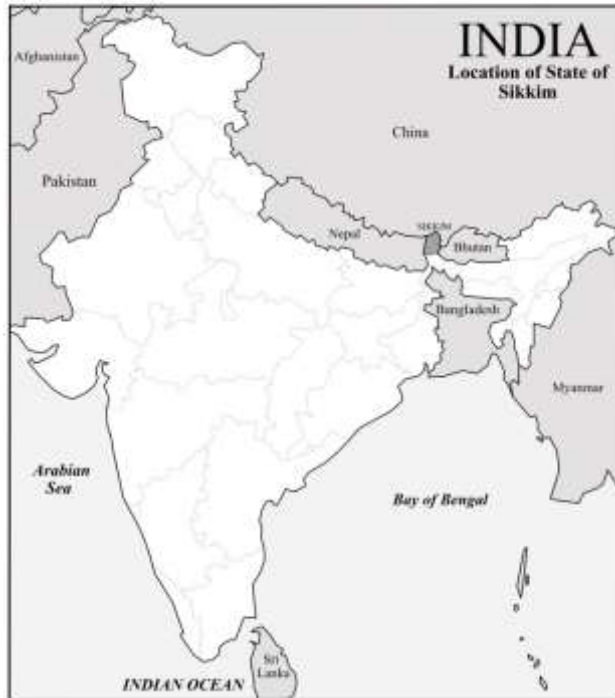 INDIA
Location of State of
Sikkim
Afghanistan
China
Pakistan
SIKKIM
Nepal
Bhutan
Bangladesh
Myanmar
Arabian
Sea
Bay of Bengal
Sri
Lanka
INDIAN OCEAN